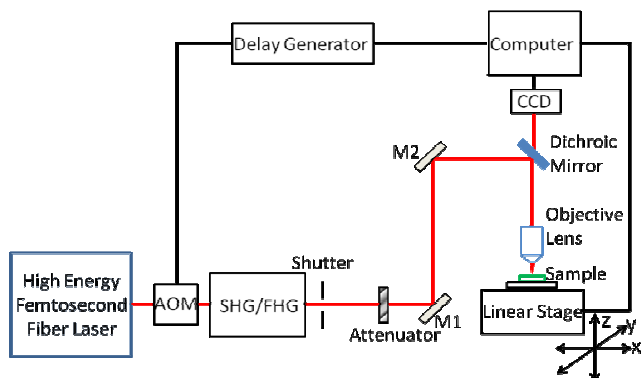 Delay Generator
Computer
CCD
M2
Dichroic
Mirror
Objective
Lens
High Energy
Femtosecond
Fiber Laser
AOM
SHG/FHG
Shutter
Attenuator
M1
Sample
Linear Stage
z
y
x